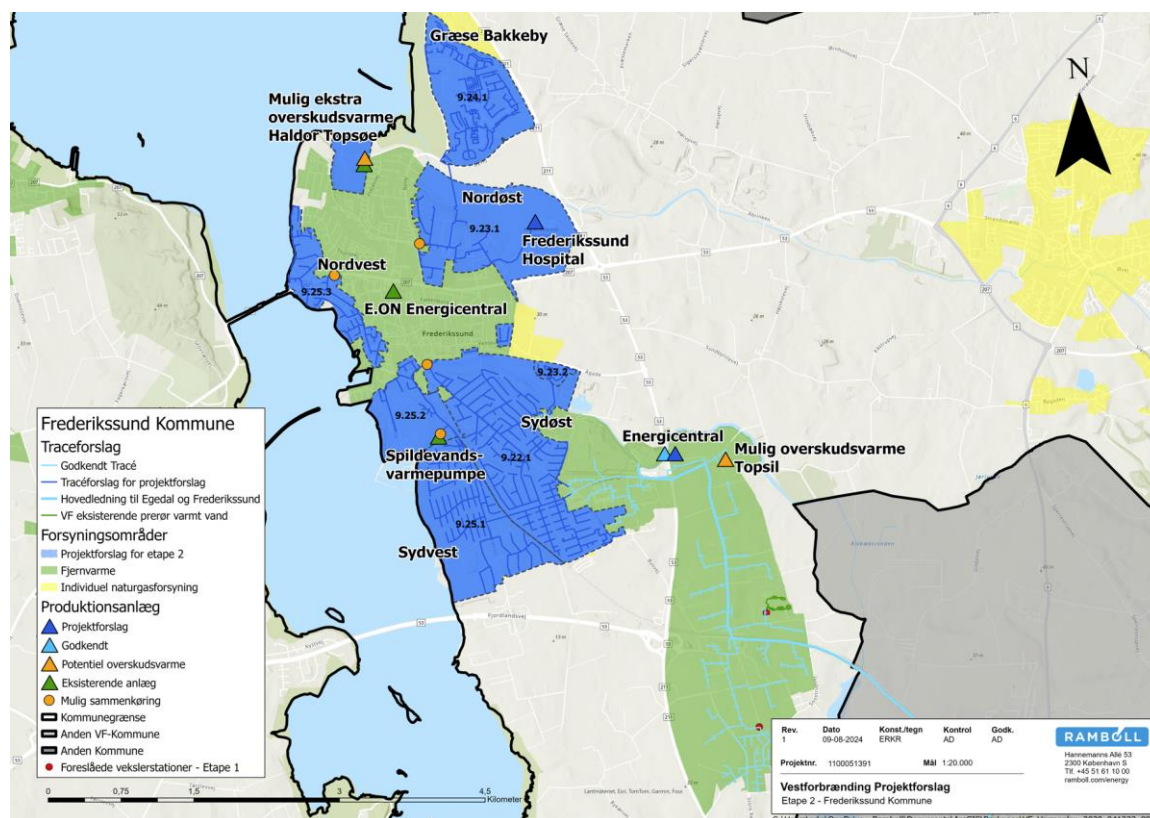 Græse Bakkeby
9.24.1
Mulig ekstra
overskudsvarme
Haldor Topsøe
Nordøst
9.23.1
Frederikssund
Hospital
Nordvest
9.25.3
E.ON Energicentral
Frederikssund
9.23.2
9.25.2
Sydøst
Energicentral
Mulig overskudsvarme
Topsil
Spildevands-
varmepumpe
9.22.1
9.25.1
Sydvest
N
Frederikssund Kommune
Traceforslag
Godkendt Tracé
Tracéforslag for projektforslag
Hovedledning til Egedal og Frederikssund
VF eksisterende prerør varmt vand
Forsyningsområder
Projektforslag for etape 2
Fjernvarme
Individuel naturgasforsyning
Produktionsanlæg
Projektforslag
Godkendt
Potentiel overskudsvarme
Eksisterende anlæg
Mulig sammenkøring
Kommunegrænse
Anden VF-Kommune
Anden Kommune
Foreslåede vekslerstationer - Etape 1
0 0,75 1,5 3 4,5
Kilometer
Rev. Dato Konst./tegn Kontrol Godk.
1 09-08-2024 ERKR AD AD
Projektnr. 1100051391 Mål 1:20.000
Vestforbrænding Projektforslag
Etape 2 - Frederikssund Kommune
RAMBOLL
Hannemanns Allé 53
2300 København S
Tlf. +45 51 61 10 00
ramboll.com/energy
Fjordlandsvej
Lantmäteriet, Esri, TomTom, Garmin, Four